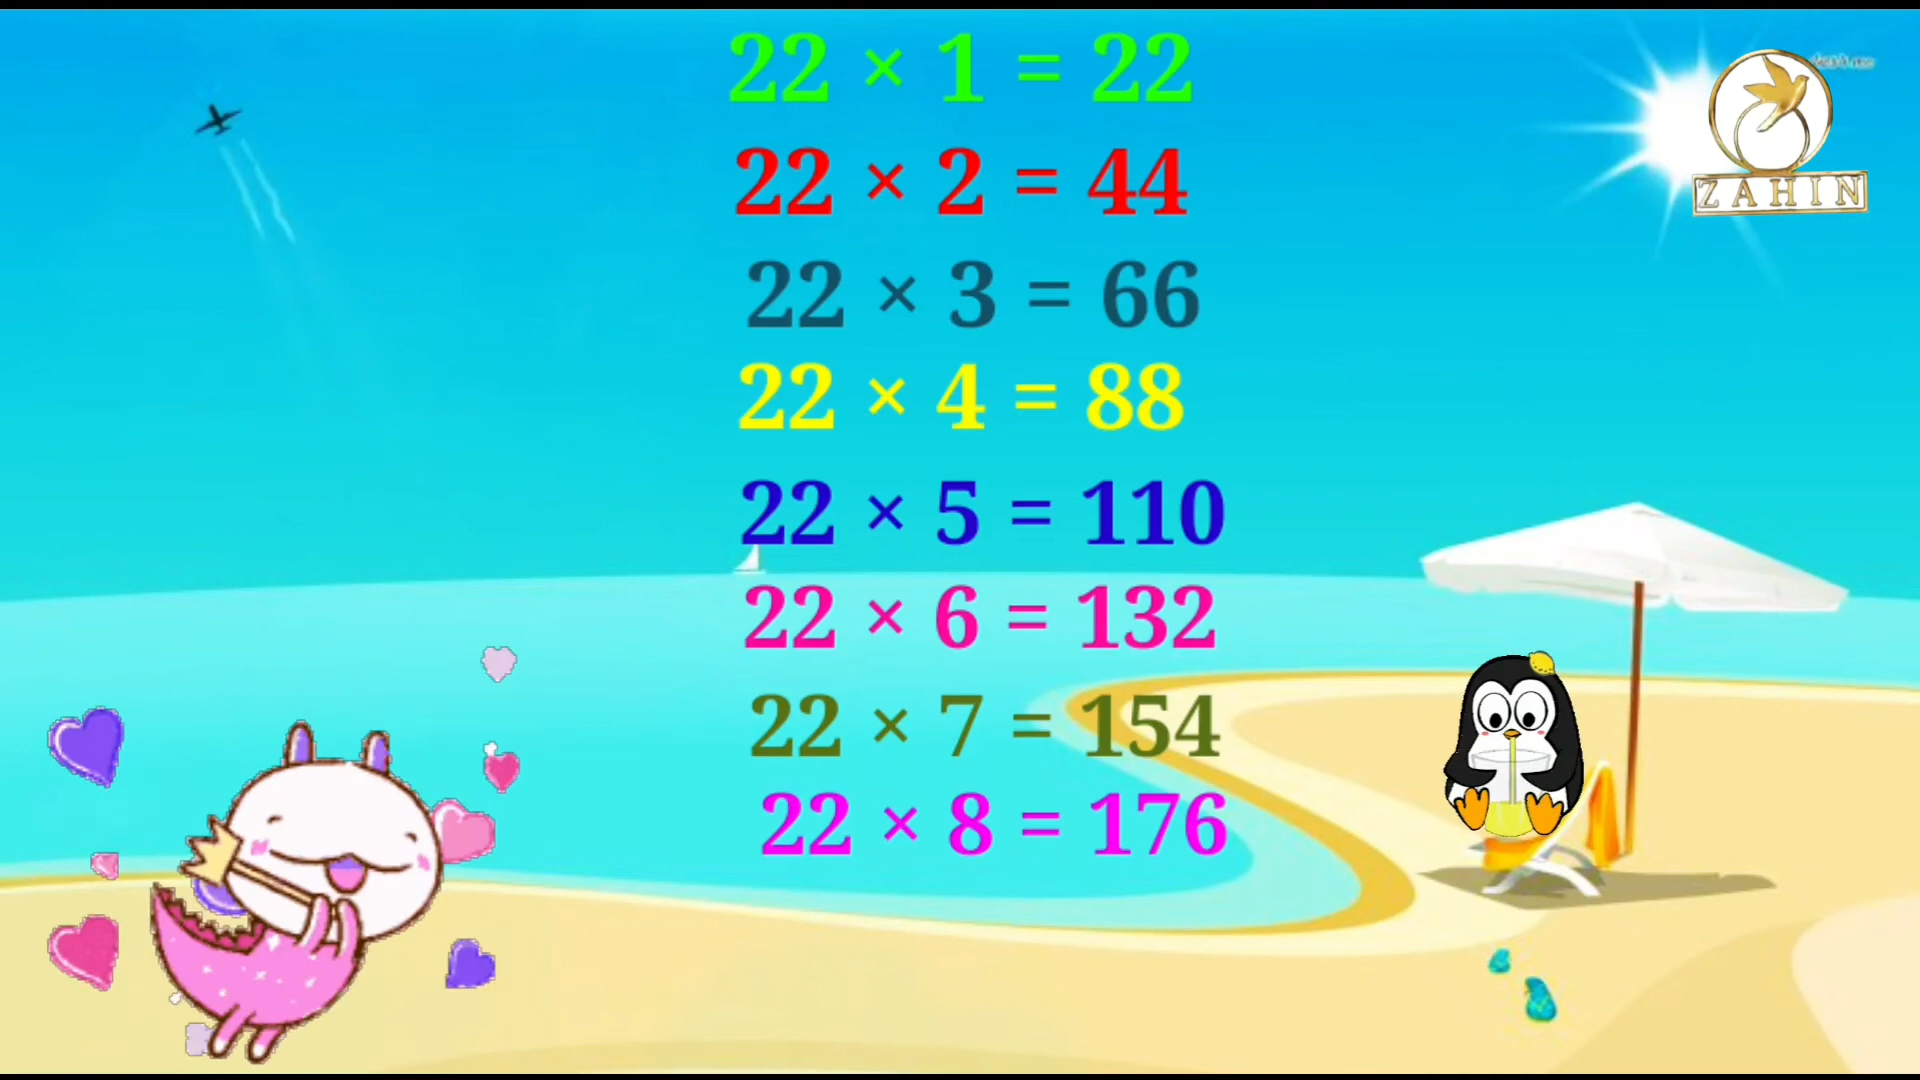 22 × 1 = 22
22 × 2 = 44
22 × 3 = 66
22 × 4 = 88
22 × 5 = 110
22 × 6 = 132
22 × 7 = 154
22 × 8 = 176
ZAHIN